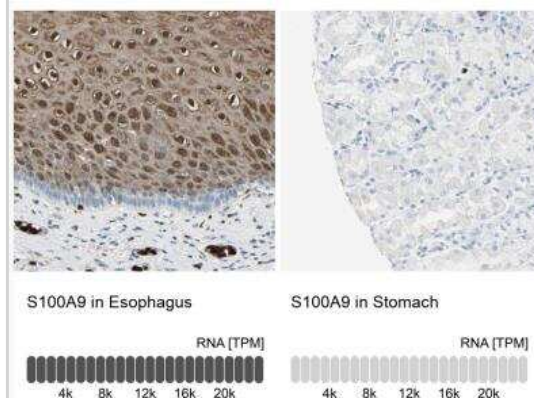 S100A9 in Esophagus
S100A9 in Stomach
RNA [TPM]
RNA [TPM]
4k 8k 12k 16k 20k
4k 8k 12k 16k 20k